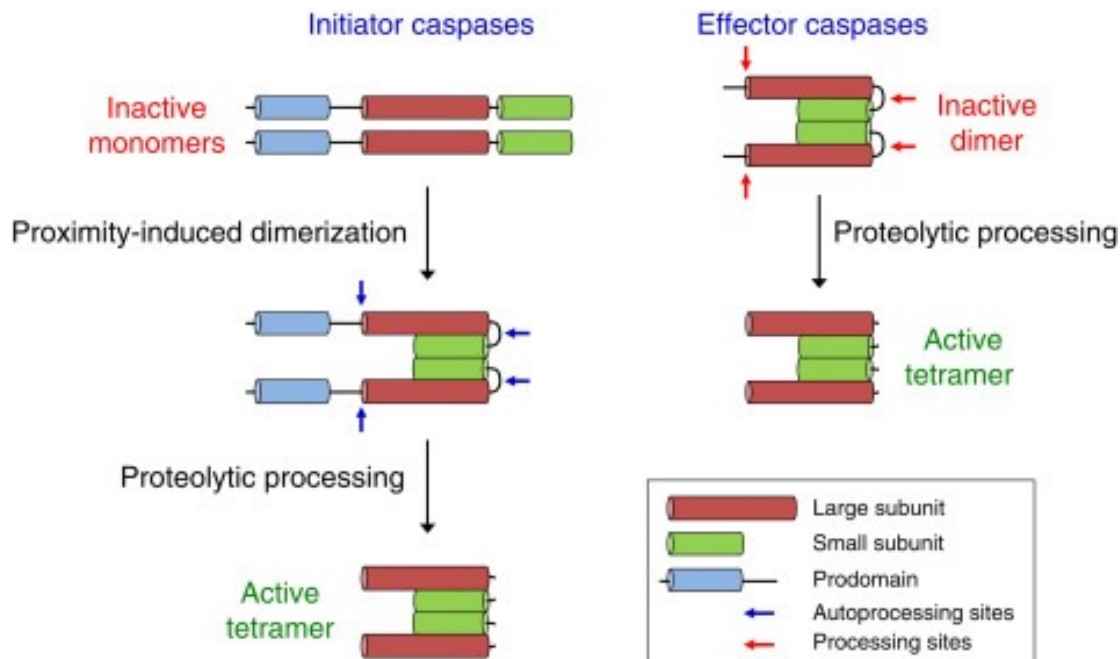 Initiator caspases
Effector caspases
Inactive
monomers
Inactive
dimer
Proximity-induced dimerization
Proteolytic processing
Active
tetramer
Proteolytic processing
Active
tetramer
Large subunit
Small subunit
Prodomain
Autoprocessing sites
Processing sites